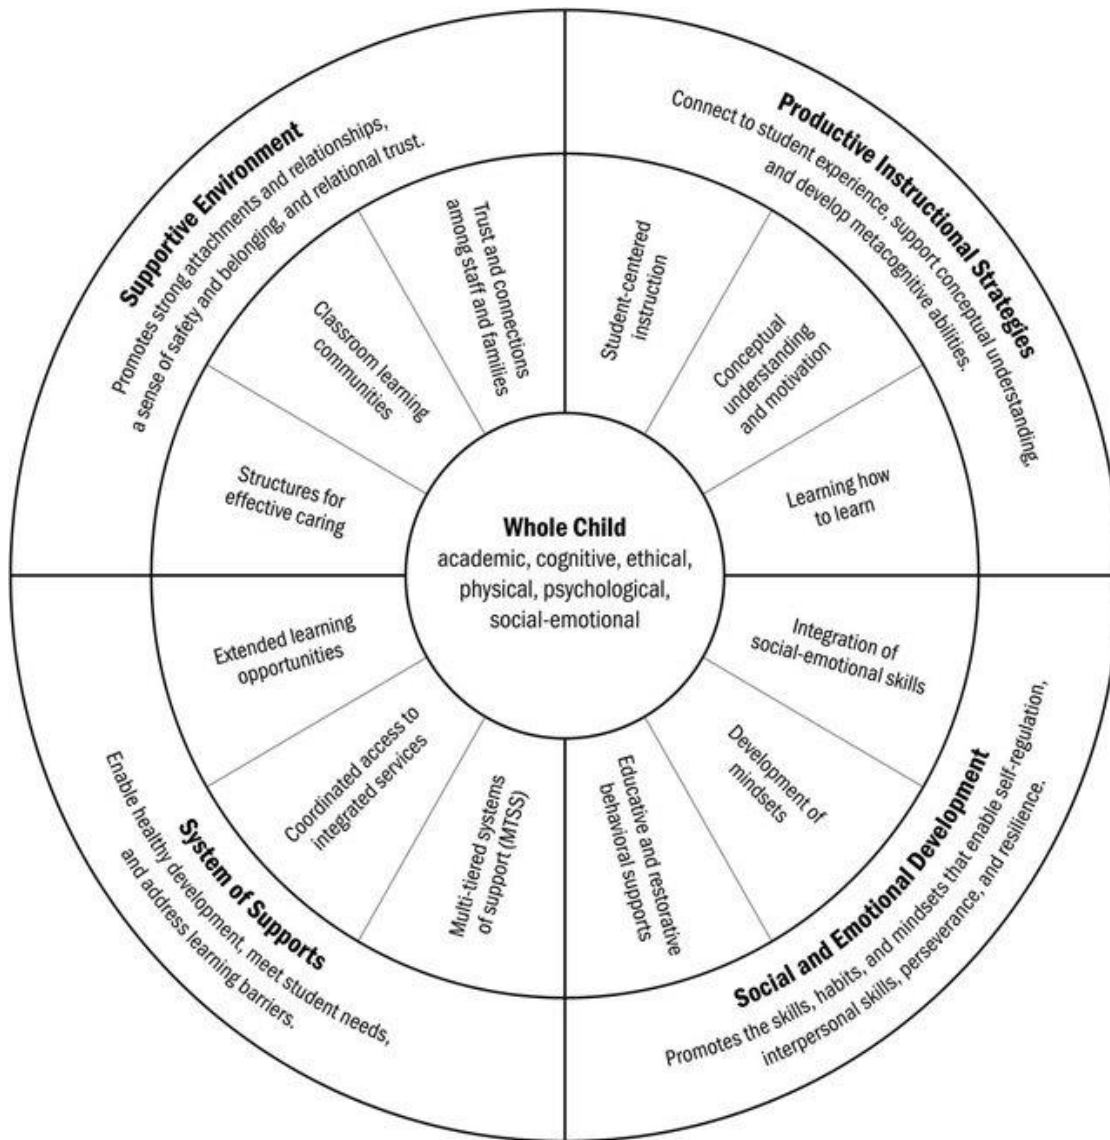 Supportive Environment
Promotes strong attachments and relationships,
a sense of safety and belonging, and relational trust.
Productive Instructional Strategies
Connect to student experience, support conceptual understanding,
and develop metacognitive abilities.
Trust and connections
among staff and families
Classroom learning
communities
Structures for
effective caring
Student-centered
instruction
Conceptual
understanding
and motivation
Learning how
to learn
Whole Child
academic, cognitive, ethical,
physical, psychological,
social-emotional
Extended learning
opportunities
Coordinated access to
integrated services
Multi-tiered systems
of support (MTSS)
Integration of
social-emotional skills
Development of
mindsets
Educative and restorative
behavioral supports
System of Supports
Enable healthy development, meet student needs,
and address learning barriers.
Social and Emotional Development
Promotes the skills, habits, and mindsets that enable self-regulation,
interpersonal skills, perseverance, and resilience.